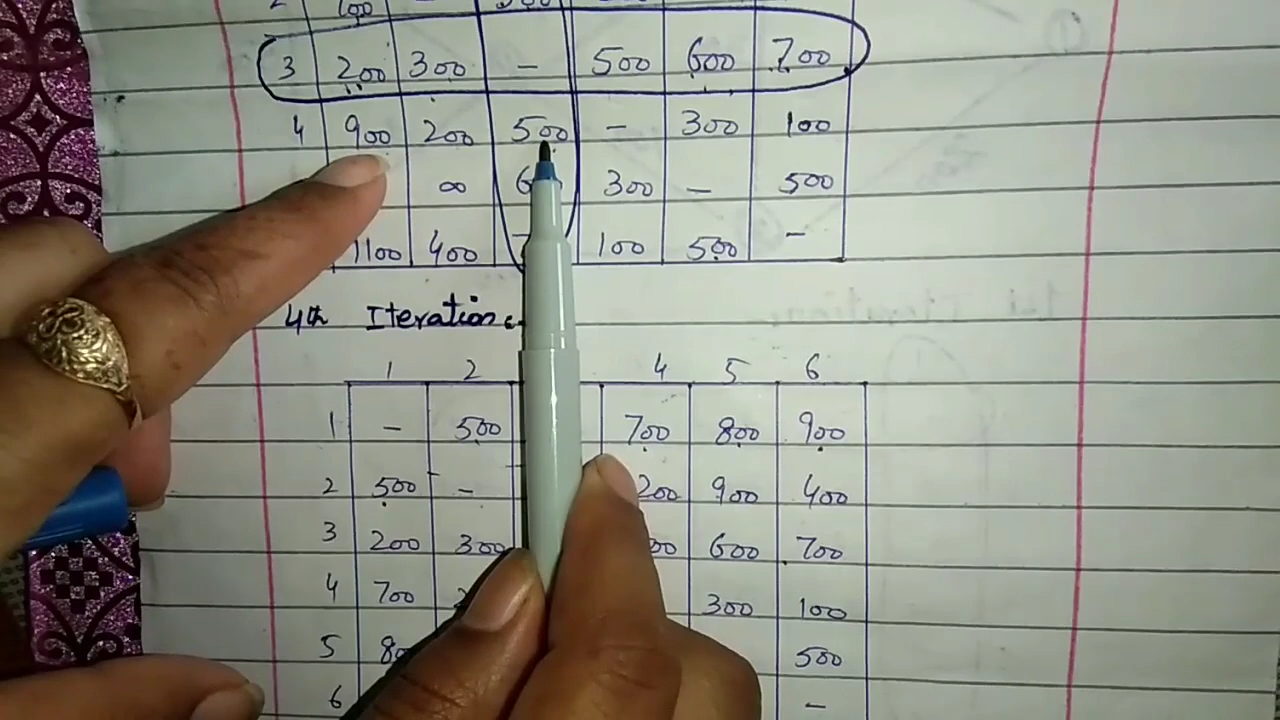 3 200 300 - 500 600 700
4 900 200 500 - 300 100
∞ 300 - 500
1100 400 100 500 -
4th Iteration
1 2 4 5 6
1 - 500 700 800 900
2 500 - 200 900 400
3 200 300 600 700
4 700 300 100
5 500
6 -